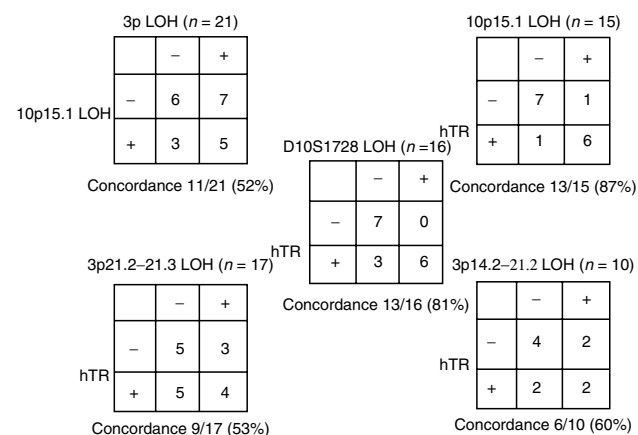 3p LOH (n = 21)
− +
10p15.1 LOH
− 6 7
+ 3 5
Concordance 11/21 (52%)
10p15.1 LOH (n = 15)
− +
− 7 1
hTR
+ 1 6
Concordance 13/15 (87%)
D10S1728 LOH (n =16)
− +
− 7 0
hTR
+ 3 6
Concordance 13/16 (81%)
3p21.2–21.3 LOH (n = 17)
− +
− 5 3
hTR
+ 5 4
Concordance 9/17 (53%)
3p14.2–21.2 LOH (n = 10)
− +
− 4 2
hTR
+ 2 2
Concordance 6/10 (60%)